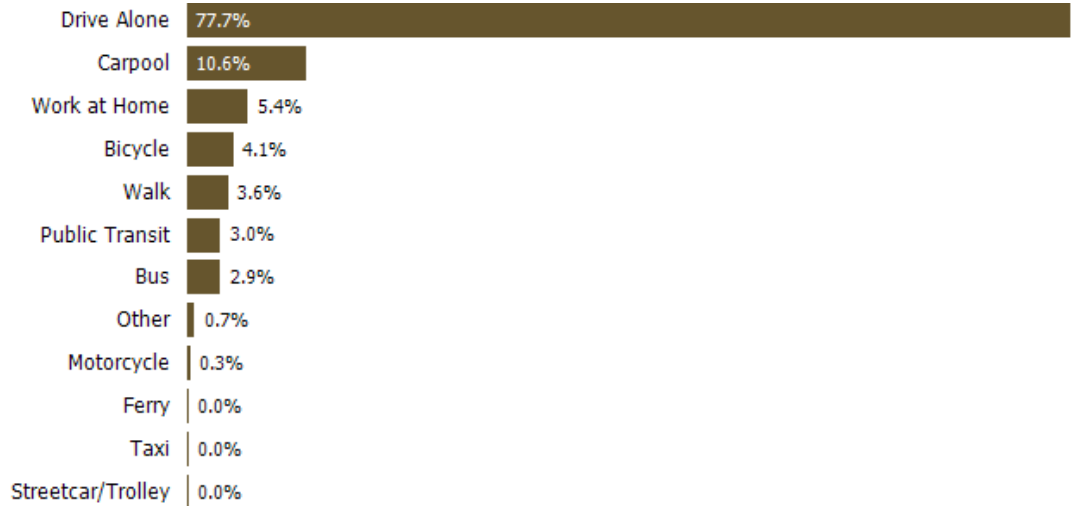 Drive Alone 77.7%
Carpool 10.6%
Work at Home 5.4%
Bicycle 4.1%
Walk 3.6%
Public Transit 3.0%
Bus 2.9%
Other 0.7%
Motorcycle 0.3%
Ferry 0.0%
Taxi 0.0%
Streetcar/Trolley 0.0%